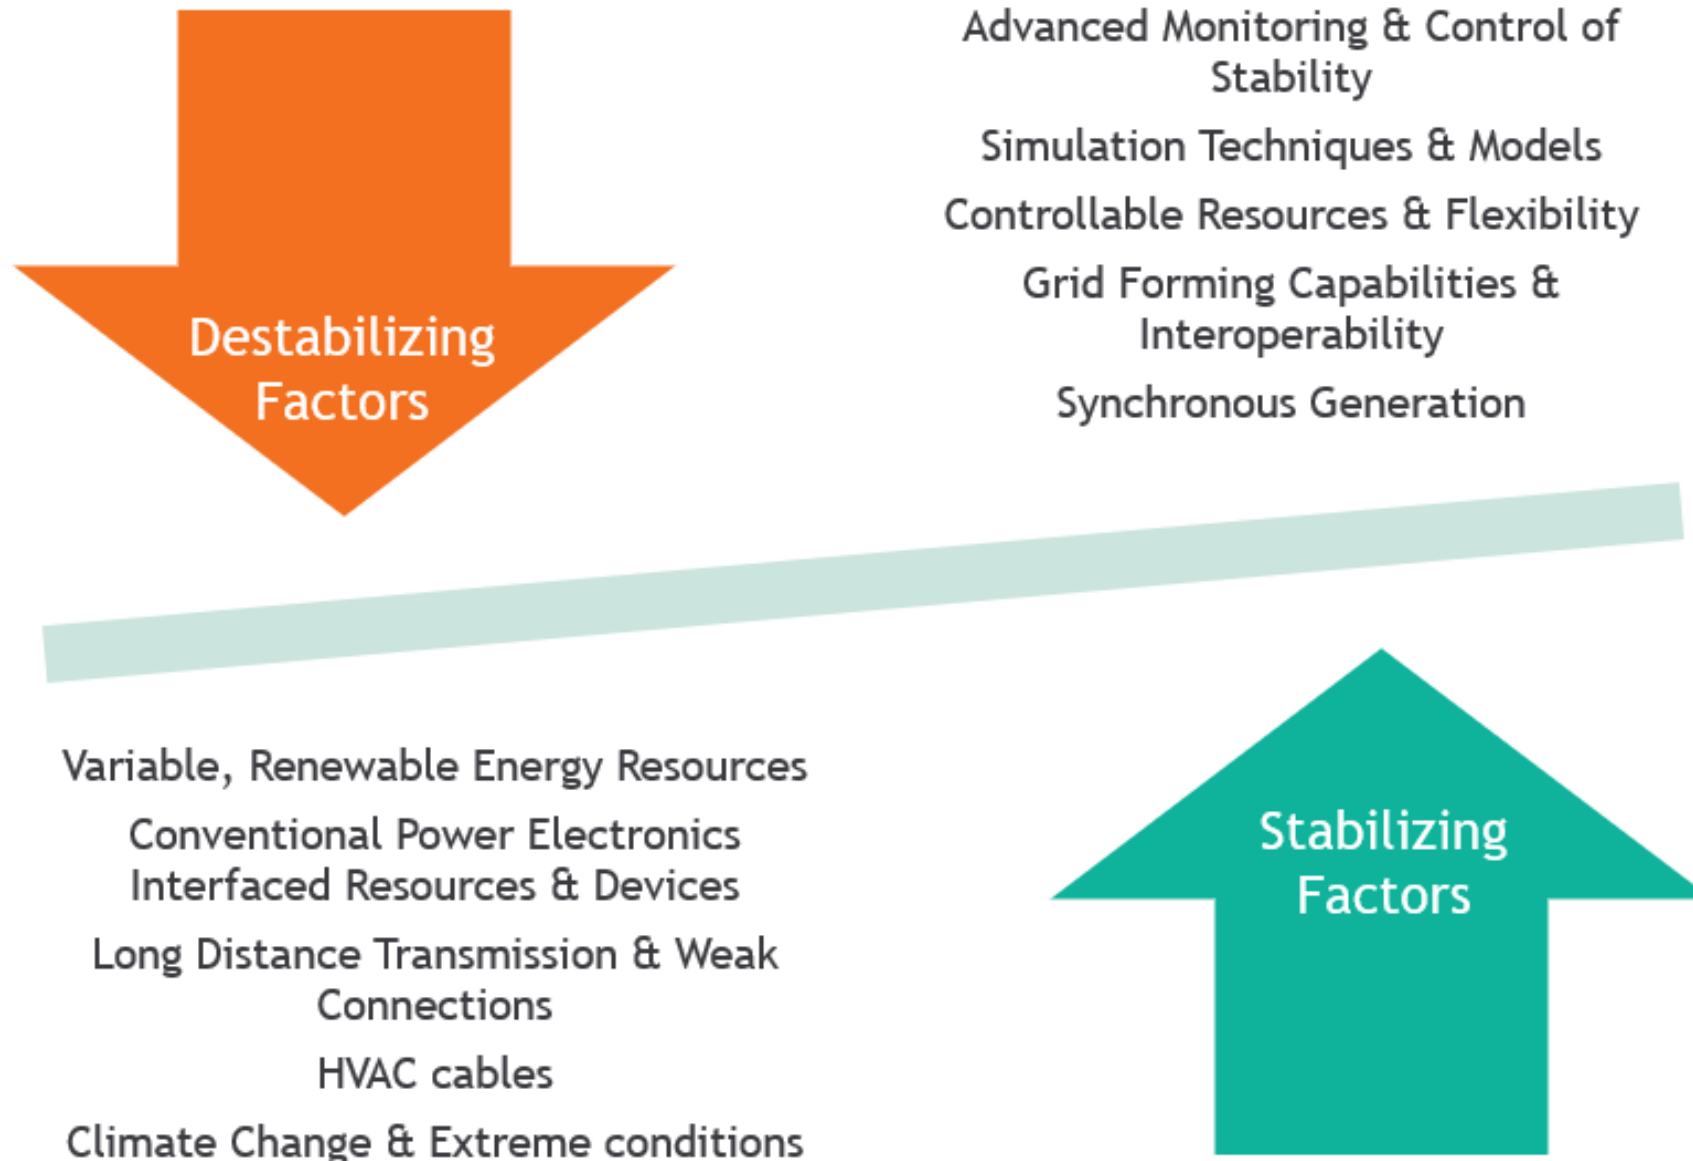 Destabilizing
Factors
Advanced Monitoring & Control of
Stability
Simulation Techniques & Models
Controllable Resources & Flexibility
Grid Forming Capabilities &
Interoperability
Synchronous Generation
Variable, Renewable Energy Resources
Conventional Power Electronics
Interfaced Resources & Devices
Long Distance Transmission & Weak
Connections
HVAC cables
Climate Change & Extreme conditions
Stabilizing
Factors